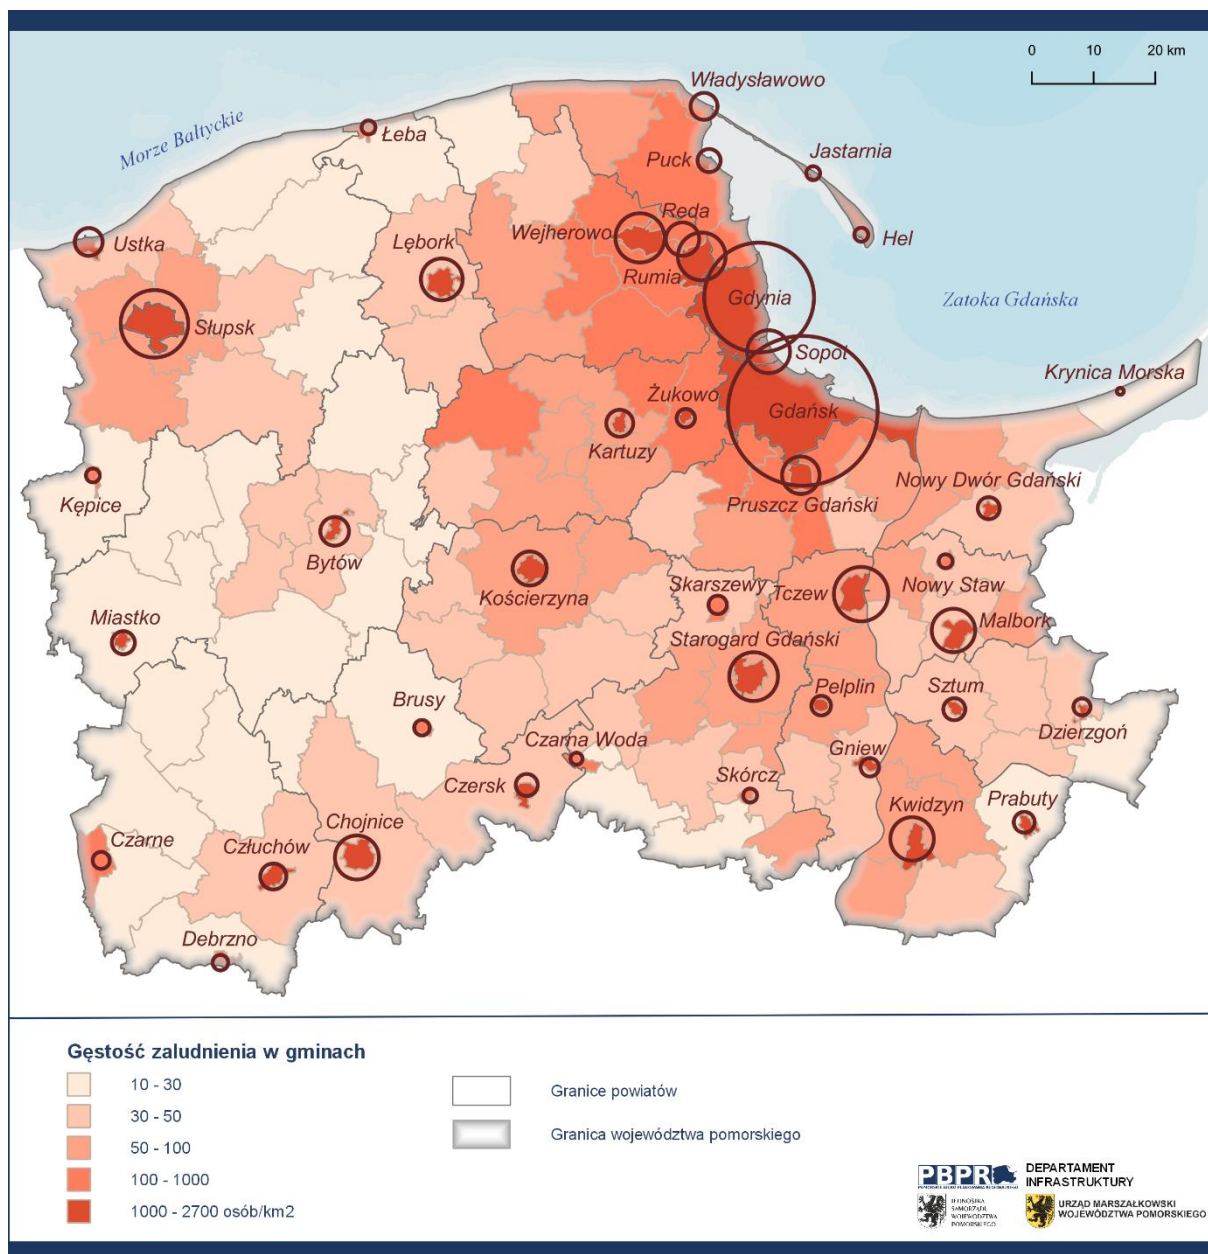 0 10 20 km
Władysławowo
Morze Bałtyckie
Łeba
Puck
Jastarnia
Reda
Wejherowo
Hel
Ustka
Lębork
Rumia
Gdynia
Zatoka Gdańska
Słupsk
Sopot
Krynica Morska
Żukowo
Gdańsk
Kartuzy
Nowy Dwór Gdański
Kępice
Pruszcz Gdański
Bytów
Skarszewy
Nowy Staw
Kościerzyna
Tczew
Miastko
Malbork
Starogard Gdański
Pelplin
Sztum
Brusy
Dzierzgoń
Czarna Woda
Gniew
Czersk
Skórcz
Kwidzyn
Prabuty
Chojnice
Czarne
Człuchów
Debrzno
Gęstość zaludnienia w gminach
10 - 30
30 - 50
50 - 100
100 - 1000
1000 - 2700 osób/km2
Granice powiatów
Granica województwa pomorskiego
PBPR
DEPARTAMENT
INFRASTRUKTURY
JEDNOSTKA
SAMORZĄDU
WOJEWÓDZTWA
POMORSKIEGO
URZĄD MARSZAŁKOWSKI
WOJEWÓDZTWA POMORSKIEGO